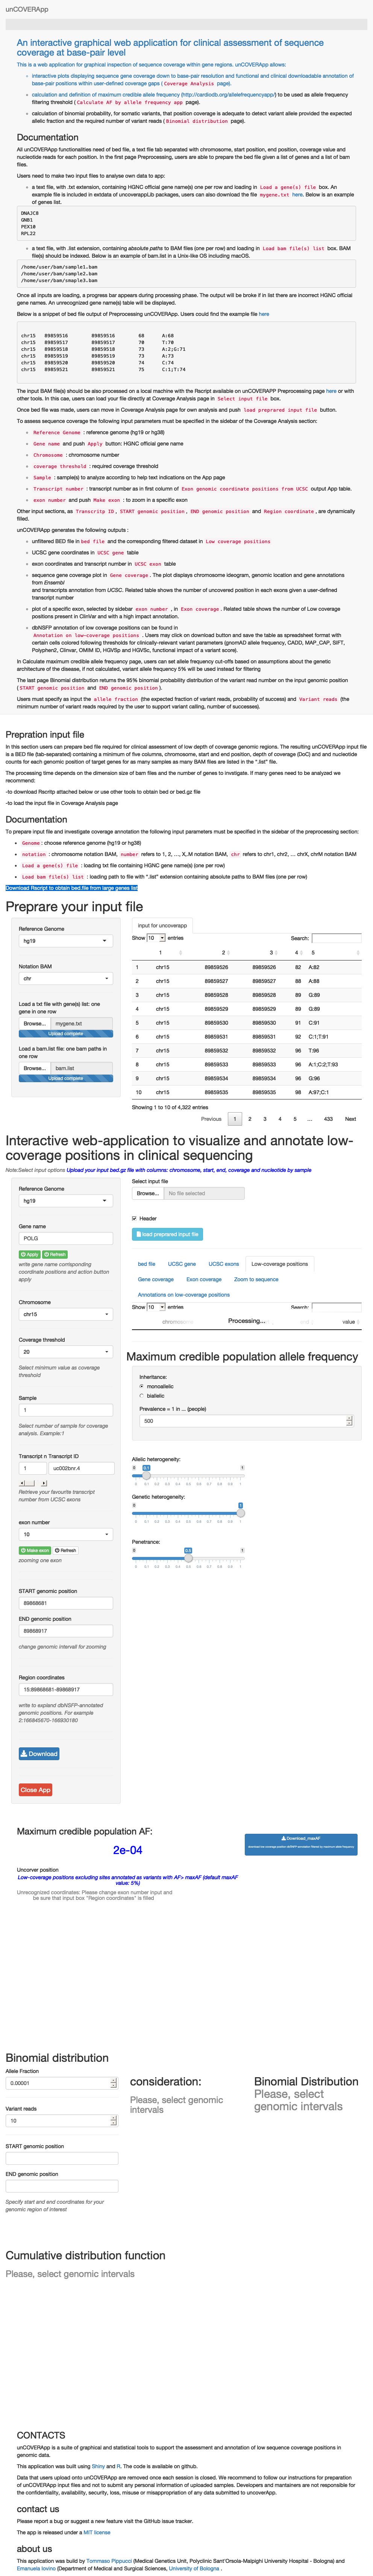 unCOVERApp
An interactive graphical web application for clinical assessment of sequence
coverage at base-pair level
This is a web application for graphical inspection of sequence coverage within gene regions. unCOVERApp allows:
interactive plots displaying sequence gene coverage down to base-pair resolution and functional and clinical downloadable annotation of
base-pair positions within user-defined coverage gaps ( Coverage Analysis page).
calculation and definition of maximum credible allele frequency (http://cardiodb.org/allelefrequencyapp/) to be used as allele frequency
filtering threshold ( Calculate AF by allele frequency app page).
calculation of binomial probability, for somatic variants, that position coverage is adequate to detect variant allele provided the expected
allelic fraction and the required number of variant reads ( Binomial distribution page).
Documentation
All unCOVERApp functionalities need of bed file, a text file tab separated with chromosome, start position, end position, coverage value and
nucleotide reads for each position. In the first page Preprocessing, users are able to prepare the bed file given a list of genes and a list of bam
files.
Users need to make two input files to analyse own data to app:
a text file, with .txt extension, containing HGNC official gene name(s) one per row and loading in Load a gene(s) file box. An
example file is included in extdata of uncoverappLib packages, users can also download the file mygene.txt here. Below is an example
of genes list.
DNAJC8
GNB1
PEX10
RPL22
a text file, with .list extension, containing absolute paths to BAM files (one per row) and loading in Load bam file(s) list box. BAM
file(s) should be indexed. Below is an example of bam.list in a Unix-like OS including macOS.
/home/user/bam/sample1.bam
/home/user/bam/sample2.bam
/home/user/bam/smaple3.bam
Once all inputs are loading, a progress bar appears during processing phase. The output will be broke if in list there are incorrect HGNC official
gene names. An unrecognized gene name(s) table will be displayed.
Below is a snippet of bed file output of Preprocessing unCOVERApp. Users could find the example file here
chr15 89859516 89859516 68 A:68
chr15 89859517 89859517 70 T:70
chr15 89859518 89859518 73 A:2;G:71
chr15 89859519 89859519 73 A:73
chr15 89859520 89859520 74 C:74
chr15 89859521 89859521 75 C:1;T:74
The input BAM file(s) should be also processed on a local machine with the Rscript available on unCOVERAPP Preprocessing page here or with
other tools. In this case, users can load your file directly at Coverage Analysis page in Select input file box.
Once bed file was made, users can move in Coverage Analysis page for own analysis and push load preprared input file button.
To assess sequence coverage the following input parameters must be specified in the sidebar of the Coverage Analysis section:
Reference Genome : reference genome (hg19 or hg38)
Gene name and push Apply button: HGNC official gene name
Chromosome : chromosome number
coverage threshold : required coverage threshold
Sample : sample(s) to analyze according to help text indications on the App page
Transcript number : transcript number as in first column of Exon genomic coordinate positions from UCSC output App table.
exon number and push Make exon : to zoom in a specific exon
Other input sections, as Transcritp ID , START genomic position , END genomic position and Region coordinate , are dynamically
filled.
unCOVERApp generates the following outputs :
unfiltered BED file in bed file and the corresponding filtered dataset in Low coverage positions
UCSC gene coordinates in UCSC gene table
exon coordinates and transcript number in UCSC exon table
sequence gene coverage plot in Gene coverage . The plot displays chromosome ideogram, genomic location and gene annotations
from Ensembl
and transcripts annotation from UCSC. Related table shows the number of uncovered position in each exons given a user-defined
transcript number
plot of a specific exon, selected by sidebar exon number , in Exon coverage . Related table shows the number of Low coverage
positions present in ClinVar and with a high impact annotation.
dbNSFP annotation of low coverage positions can be found in
Annotation on low-coverage positions . Users may click on download button and save the table as spreadsheet format with
certain cells colored according following thresholds for clinically-relevant variant parameters (gnomAD allele frequency, CADD, MAP_CAP, SIFT,
Polyphen2, Clinvar, OMIM ID, HGVSp and HGVSc, functional impact of a variant of score).
In Calculate maximum credible allele frequency page, users can set allele frequency cut-offs based on assumptions about the genetic
architecture of the disease, if not calculated, variant allele frequency 5% will be used instead for filtering
The last page Binomial distribution returns the 95% binomial probability distribution of the variant read number on the input genomic position
( START genomic position and END genomic position ).
Users must specify as input the allele fraction (the expected fraction of variant reads, probability of success) and Variant reads (the
minimum number of variant reads required by the user to support variant calling, number of successes).
Prepration input file
In this section users can prepare bed file required for clinical assessment of low depth of coverage genomic regions. The resulting unCOVERApp input file
is a BED file (tab-separated) containing a minimum of five columns, chromosome, start and end position, depth of coverage (DoC) and and nucleotide
counts for each genomic position of target genes for as many samples as many BAM files are listed in the ".list" file.
The processing time depends on the dimension size of bam files and the number of genes to investigate. If many genes need to be analyzed we
recommend:
-to download Rscritp attached below or use other tools to obtain bed or bed.gz file
-to load the input file in Coverage Analysis page
Documentation
To prepare input file and investigate coverage annotation the following input parameters must be specified in the sidebar of the preprocessing section:
Genome : choose reference genome (hg19 or hg38)
notation : chromosome notation BAM, number refers to 1, 2, ..., X,.M notation BAM, chr refers to chr1, chr2, ... chrX, chrM notation BAM
Load a gene(s) file : loading txt file containing HGNC gene name(s) (one per row)
Load bam file(s) list : loading to file with ".list" extension containing absolute paths to BAM files (one per row)
Download Rscript to obtain bed.file from large genes list
Preprare your input file
Reference Genome
hg19
Notation BAM
chr
Load a txt file with gene(s) list: one
gene in one row
Browse... mygene.txt
Upload complete
Load a bam.list file: one bam paths in
one row
Browse... bam.list
Upload complete
input for uncoverapp
Show 10 entries Search:
1 2 3 4 5
1 chr15 89859526 89859526 82 A:82
2 chr15 89859527 89859527 88 A:88
3 chr15 89859528 89859528 89 G:89
4 chr15 89859529 89859529 89 G:89
5 chr15 89859530 89859530 91 C:91
6 chr15 89859531 89859531 92 C:1;T:91
7 chr15 89859532 89859532 96 T:96
8 chr15 89859533 89859533 96 A:1;C:2;T:93
9 chr15 89859534 89859534 96 G:96
10 chr15 89859535 89859535 98 A:97;C:1
Showing 1 to 10 of 4,322 entries
Previous 1 2 3 4 5 ... 433 Next
Interactive web-application to visualize and annotate low-
coverage positions in clinical sequencing
Note:Select input options Upload your input bed.gz file with columns: chromosome, start, end, coverage and nucleotide by sample
Reference Genome
hg19
Gene name
POLG
Apply Refresh
write gene name corrisponding
coordinate positions and action button
apply
Chromosome
chr15
Coverage threshold
20
Select minimum value as coverage
threshold
Sample
1
Select number of sample for coverage
analysis. Example:1
Transcript n Transcript ID
1 uc002bnr.4
Retrieve your favourite transcript
number from UCSC exons
exon number
10
Make exon Refresh
zooming one exon
START genomic position
89868681
END genomic position
89868917
change genomic intervall for zooming
Region coordinates
15:89868681-89868917
write to expland dbNSFP-annotated
genomic positions. For example
2:166845670-166930180
Download
Close App
Select input file
Browse... No file selected
Header
load preprared input file
bed file UCSC gene UCSC exons Low-coverage positions
Gene coverage Exon coverage Zoom to sequence
Annotations on low-coverage positions
Show 10 entries Search:
Processing...
value
Maximum credible population allele frequency
Inheritance:
monoallelic
biallelic
Prevalence = 1 in ... (people)
500
Allelic heterogeneity:
0 0.1 1
0 0.1 0.2 0.3 0.4 0.5 0.6 0.7 0.8 0.9 1
Genetic heterogeneity:
0 1
0 0.1 0.2 0.3 0.4 0.5 0.6 0.7 0.8 0.9 1
Penetrance:
0 0.5 1
0 0.1 0.2 0.3 0.4 0.5 0.6 0.7 0.8 0.9 1
Maximum credible population AF:
2e-04
Download_maxAF
Uncorver position
Low-coverage positions excluding sites annotated as variants with AF> maxAF (default maxAF
value: 5%)
Unrecognized coordinates: Please change exon number input and
be sure that input box "Region coordinates" is filled
Binomial distribution
Allele Fraction
0,00001
Variant reads
10
START genomic position
END genomic position
Specify start and end coordinates for your
genomic region of interest
consideration:
Please, select genomic
intervals
Binomial Distribution
Please, select
genomic intervals
Cumulative distribution function
Please, select genomic intervals
CONTACTS
unCOVERApp is a suite of graphical and statistical tools to support the assessment and annotation of low sequence coverage positions in
genomic data.
This application was built using Shiny and R. The code is available on github.
Data that users upload onto unCOVERApp are removed once each session is closed. We recommend to follow our instructions for preparation
of unCOVERAPP input files and not to submit any personal information of uploaded samples. Developers and maintainers are not responsible for
the confidentiality, availability, security, loss, misuse or misappropriation of any data submitted to uncoverApp.
contact us
Please report a bug or suggest a new feature visit the GitHub issue tracker.
The app is released under a MIT license
about us
This application was build by Tommaso Pippucci (Medical Genetics Unit, Polyclinic Sant'Orsola-Malpighi University Hospital - Bologna) and
Emanuela Iovino (Department of Medical and Surgical Sciences, University of Bologna .